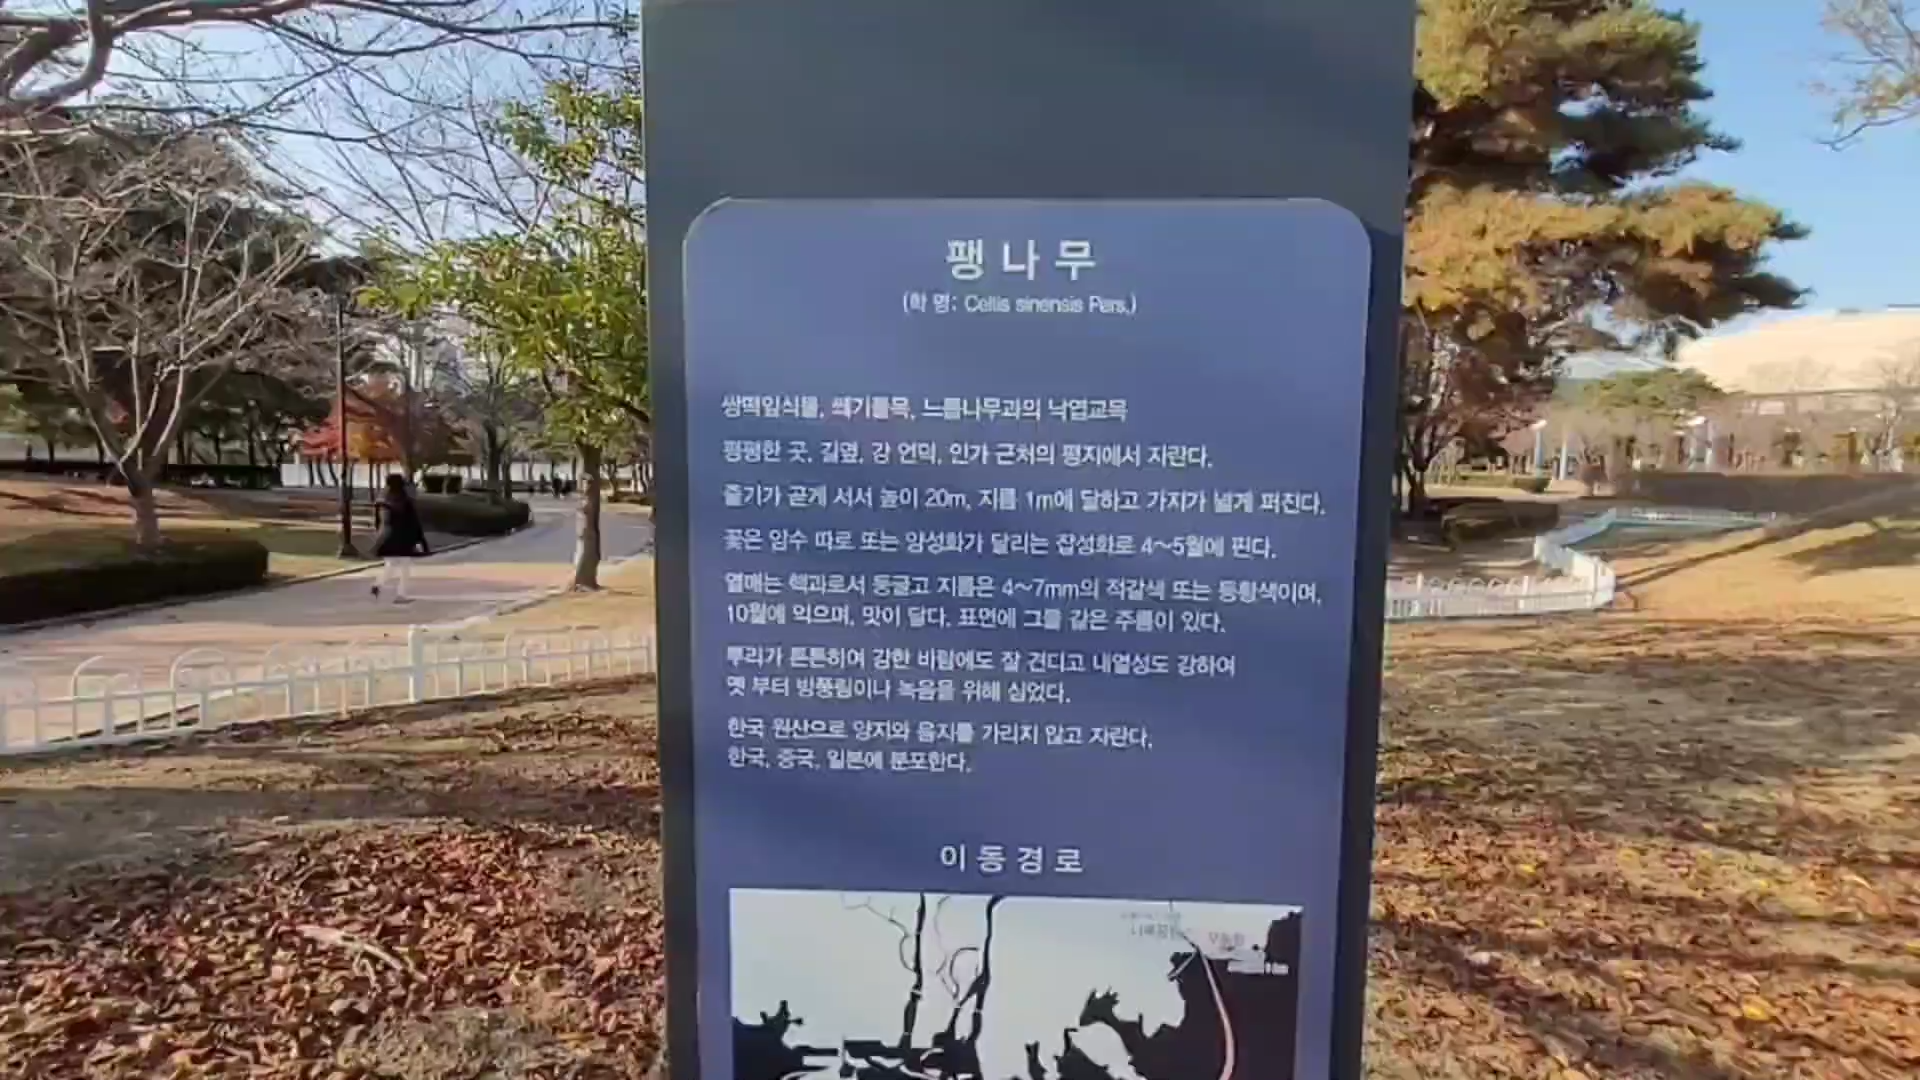 팽나무
(학 명: Celtis sinensis Pers.)
쌍떡잎식물, 쐐기풀목, 느릅나무과의 낙엽교목
평평한 곳, 길옆, 강 언덕, 인가 근처의 평지에서 자란다.
줄기가 곧게 서서 높이 20m, 지름 1m에 달하고 가지가 넓게 퍼진다.
꽃은 암수 따로 또는 양성화가 달리는 잡성화로 4~5월에 핀다.
열매는 핵과로서 둥글고 지름은 4~7mm의 적갈색 또는 등황색이며,
10월에 익으며, 맛이 달다. 표면에 그물 같은 주름이 있다.
뿌리가 튼튼하여 강한 바람에도 잘 견디고 내염성도 강하여
옛 부터 방풍림이나 녹음을 위해 심었다.
한국 원산으로 양지와 음지를 가리지 않고 자란다.
한국, 중국, 일본에 분포한다.
이동경로